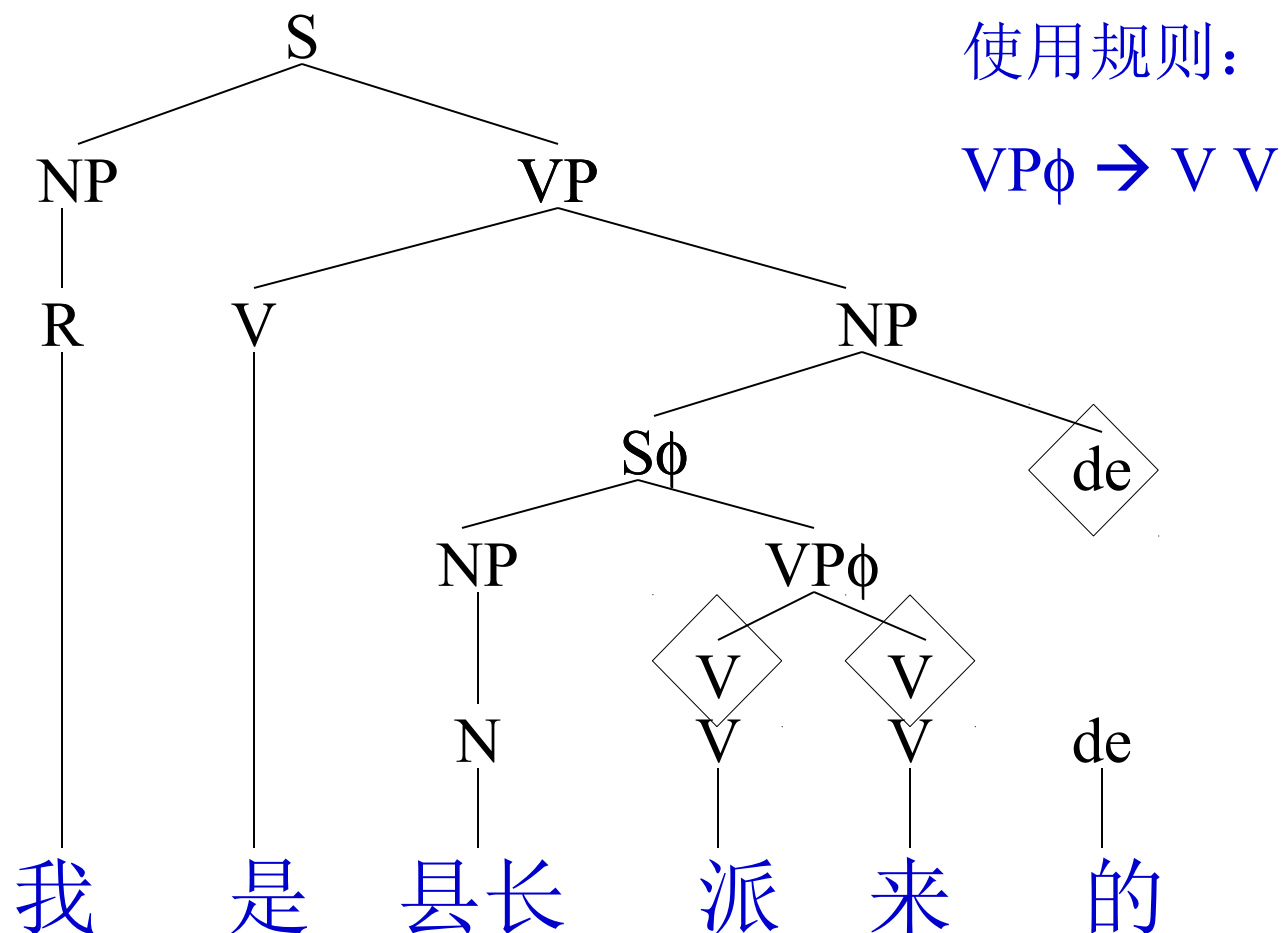 S
使用规则：
NP VP
VPϕ → V V
R V NP
Sϕ de
NP VPϕ
V V
N V V de
我 是 县长 派 来 的